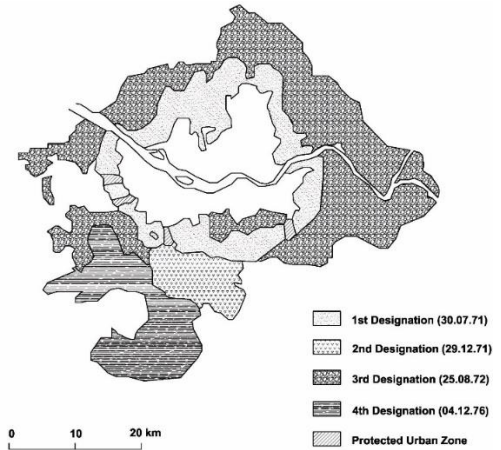 1st Designation (30.07.71)
2nd Designation (29.12.71)
3rd Designation (25.08.72)
4th Designation (04.12.76)
Protected Urban Zone
0 10 20 km